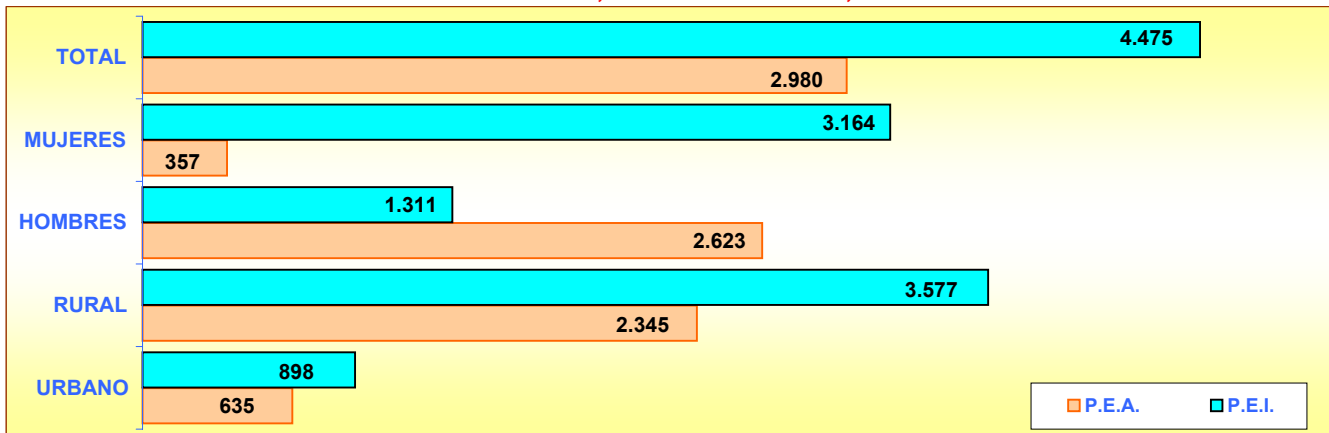 TOTAL
4.475
2.980
MUJERES
3.164
357
HOMBRES
1.311
2.623
RURAL
3.577
2.345
URBANO
898
635
P.E.A. P.E.I.